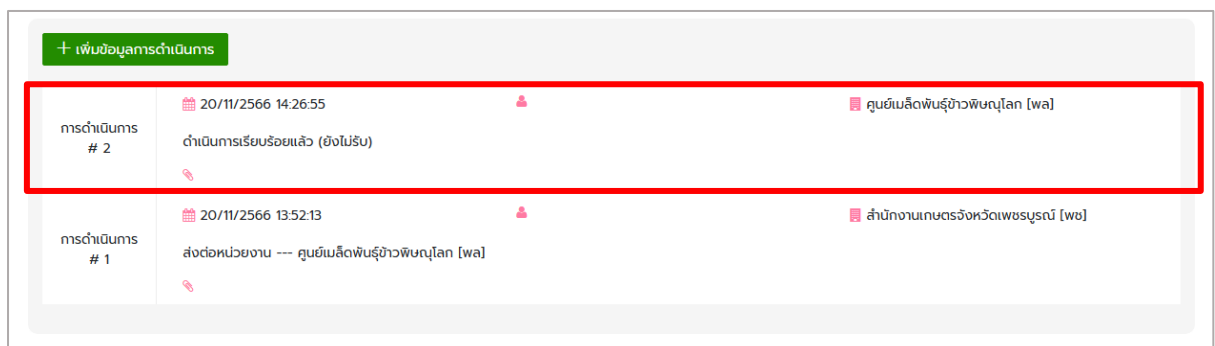 + เพิ่มข้อมูลการดำเนินการ
20/11/2566 14:26:55 ศูนย์เมล็ดพันธุ์ข้าวพิษณุโลก [พล]
การดำเนินการ
# 2
ดำเนินการเรียบร้อยแล้ว (ยังไม่รับ)
20/11/2566 13:52:13 สำนักงานเกษตรจังหวัดเพชรบูรณ์ [พช]
การดำเนินการ
# 1
ส่งต่อหน่วยงาน --- ศูนย์เมล็ดพันธุ์ข้าวพิษณุโลก [พล]